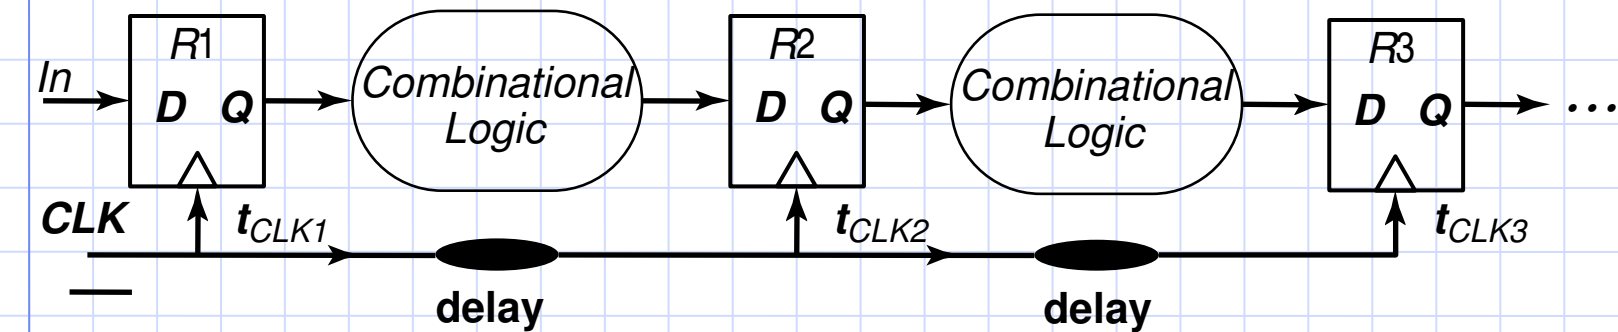 R1
R2
R3
In
D Q
Combinational
Logic
D Q
Combinational
Logic
D Q
...
CLK
tCLK1
tCLK2
tCLK3
delay
delay